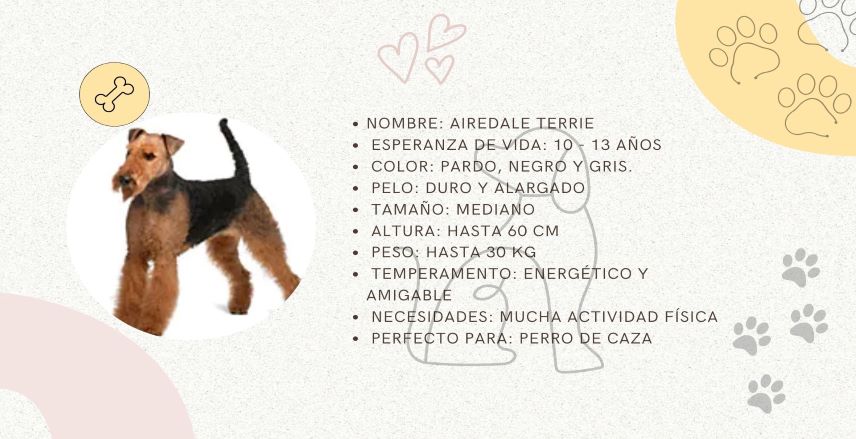 • NOMBRE: AIREDALE TERRIE
• ESPERANZA DE VIDA: 10 - 13 AÑOS
• COLOR: PARDO, NEGRO Y GRIS.
• PELO: DURO Y ALARGADO
• TAMAÑO: MEDIANO
• ALTURA: HASTA 60 CM
• PESO: HASTA 30 KG
• TEMPERAMENTO: ENERGÉTICO Y
AMIGABLE
• NECESIDADES: MUCHA ACTIVIDAD FÍSICA
• PERFECTO PARA: PERRO DE CAZA